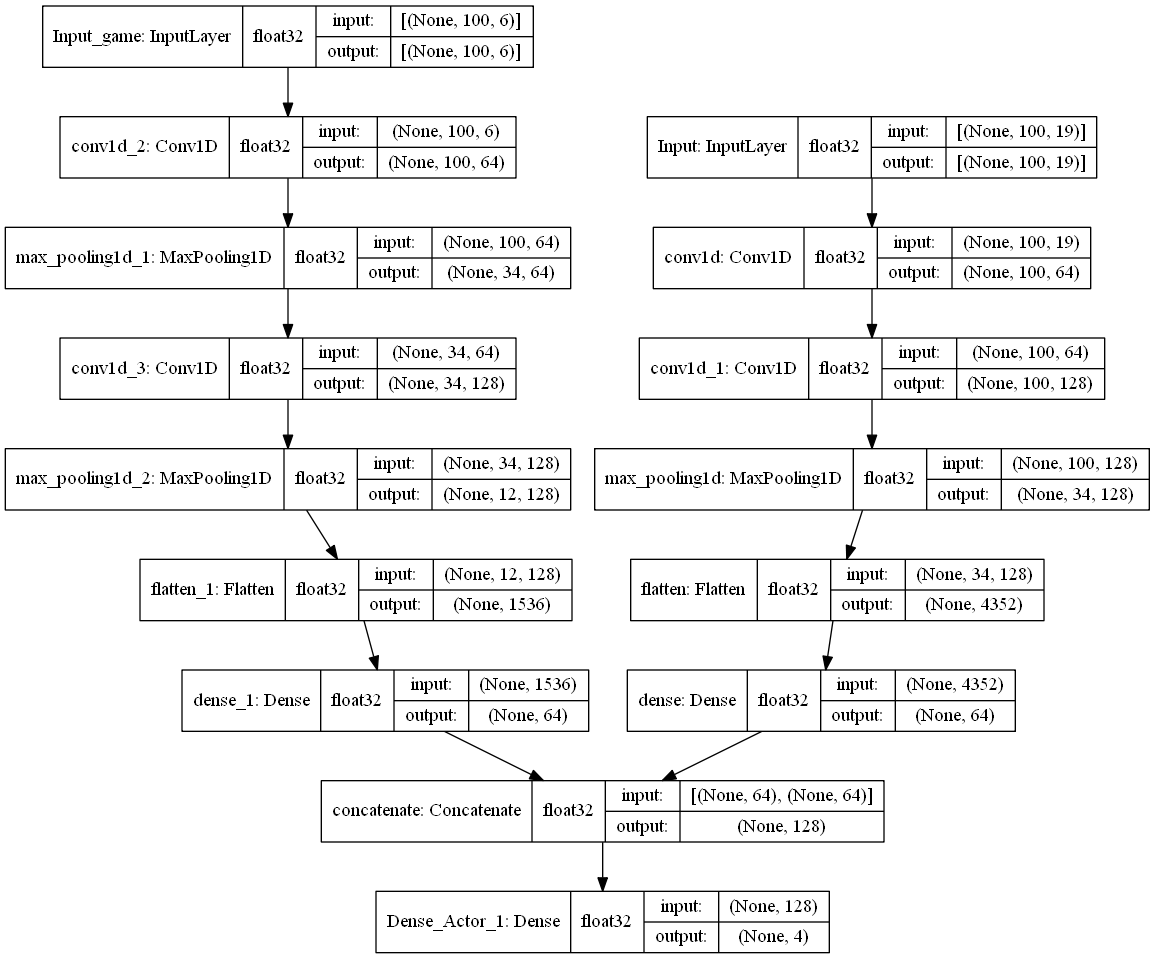 Input_game: InputLayer float32 input: [(None, 100, 6)]
output: [(None, 100, 6)]
conv1d_2: Conv1D float32 input: (None, 100, 6)
output: (None, 100, 64)
max_pooling1d_1: MaxPooling1D float32 input: (None, 100, 64)
output: (None, 34, 64)
conv1d_3: Conv1D float32 input: (None, 34, 64)
output: (None, 34, 128)
max_pooling1d_2: MaxPooling1D float32 input: (None, 34, 128)
output: (None, 12, 128)
flatten_1: Flatten float32 input: (None, 12, 128)
output: (None, 1536)
dense_1: Dense float32 input: (None, 1536)
output: (None, 64)
Input: InputLayer float32 input: [(None, 100, 19)]
output: [(None, 100, 19)]
conv1d: Conv1D float32 input: (None, 100, 19)
output: (None, 100, 64)
conv1d_1: Conv1D float32 input: (None, 100, 64)
output: (None, 100, 128)
max_pooling1d: MaxPooling1D float32 input: (None, 100, 128)
output: (None, 34, 128)
flatten: Flatten float32 input: (None, 34, 128)
output: (None, 4352)
dense: Dense float32 input: (None, 4352)
output: (None, 64)
concatenate: Concatenate float32 input: [(None, 64), (None, 64)]
output: (None, 128)
Dense_Actor_1: Dense float32 input: (None, 128)
output: (None, 4)